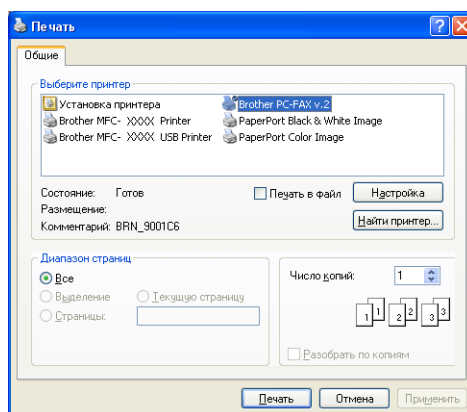 Печать
Общие
Выберите принтер
Установка принтера
Brother PC-FAX v.2
Brother MFC- XXXX Printer
PaperPort Black & White Image
Brother MFC- XXXX USB Printer
PaperPort Color Image
Состояние: Готов
Печать в файл
Настройка
Размещение:
Комментарий: BRN_9001C6
Найти принтер...
Диапазон страниц
Все
Выделение
Текущую страницу
Страницы:
Число копий: 1
1 1 2 2 3 3
Разобрать по копиям
Печать
Отмена
Применить